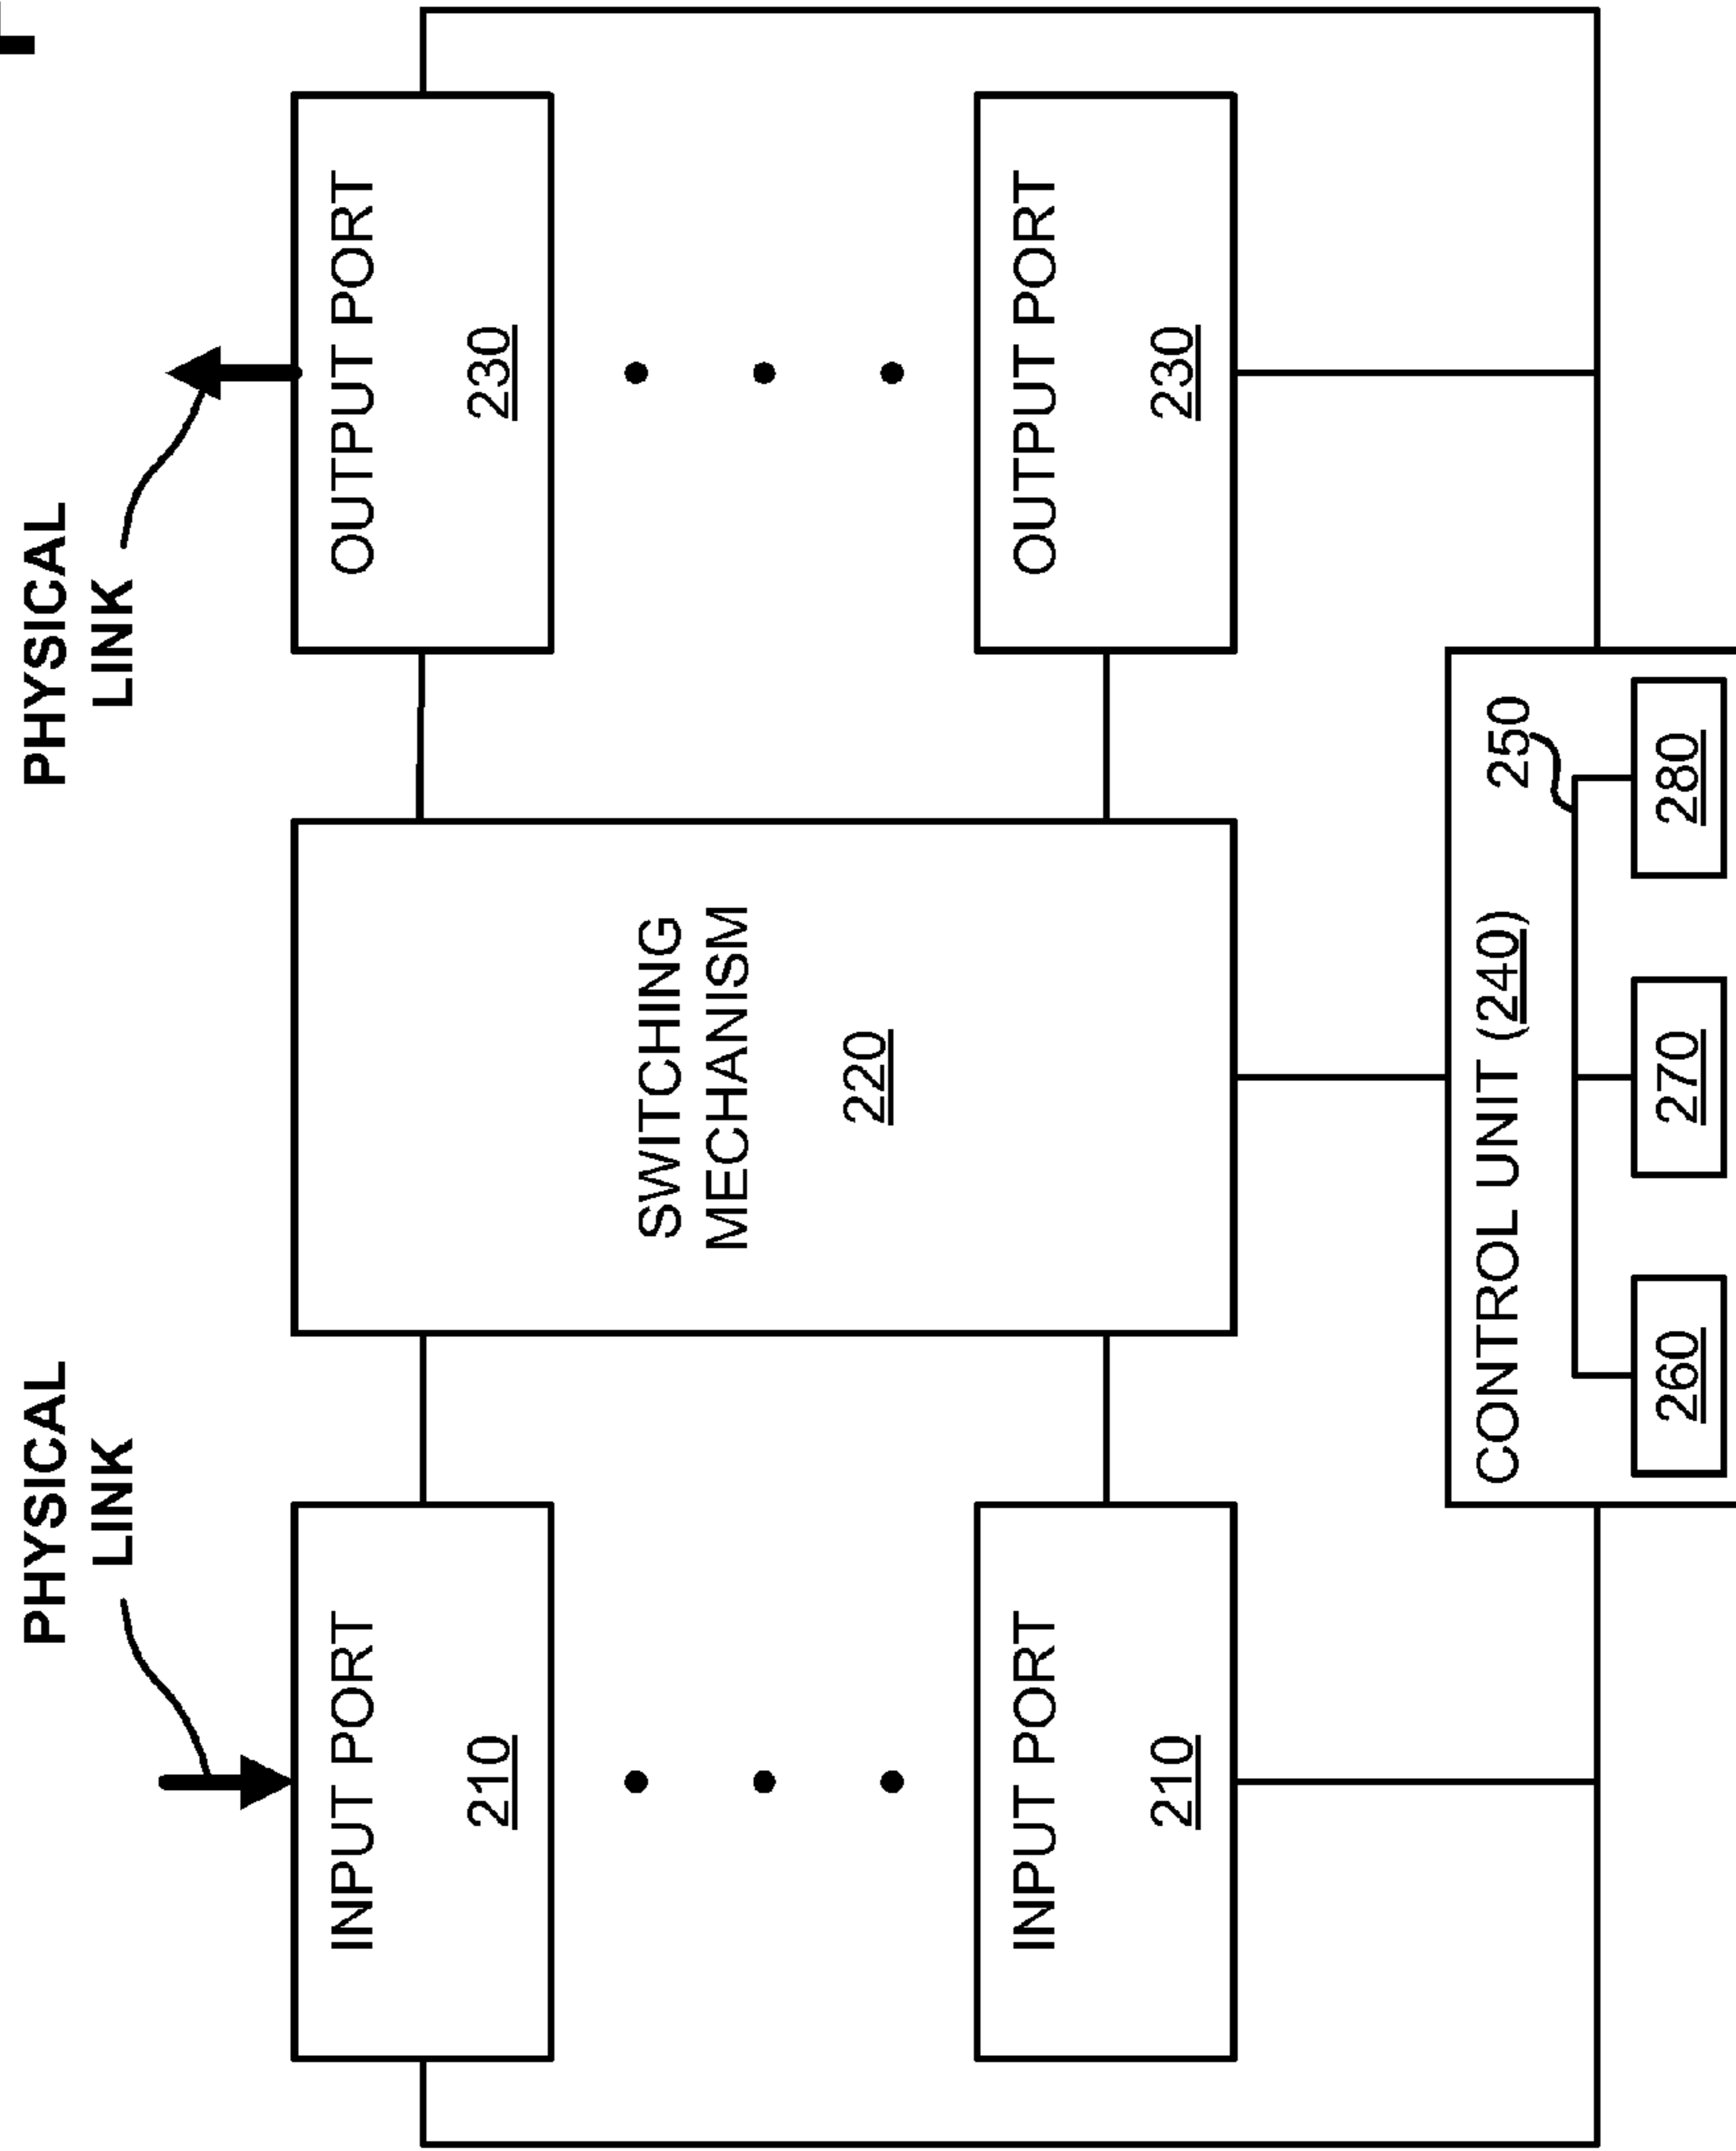 PHYSICAL
LINK
PHYSICAL
LINK
INPUT PORT
210
SWITCHING
MECHANISM
220
OUTPUT PORT
230
INPUT PORT
210
OUTPUT PORT
230
CONTROL UNIT (240)
250
260
270
280